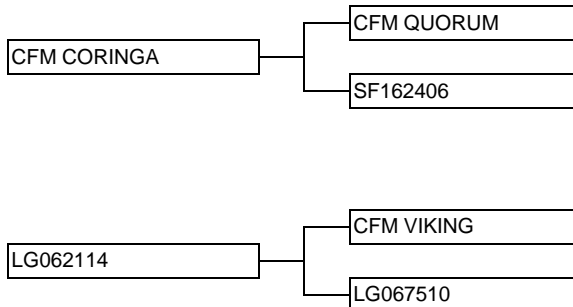 CFM QUORUM
CFM CORINGA
SF162406
CFM VIKING
LG062114
LG067510